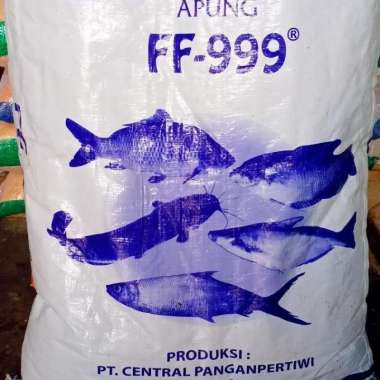 APUNG
FF-999®
PRODUKSI :
PT. CENTRAL PANGANPERTIWI